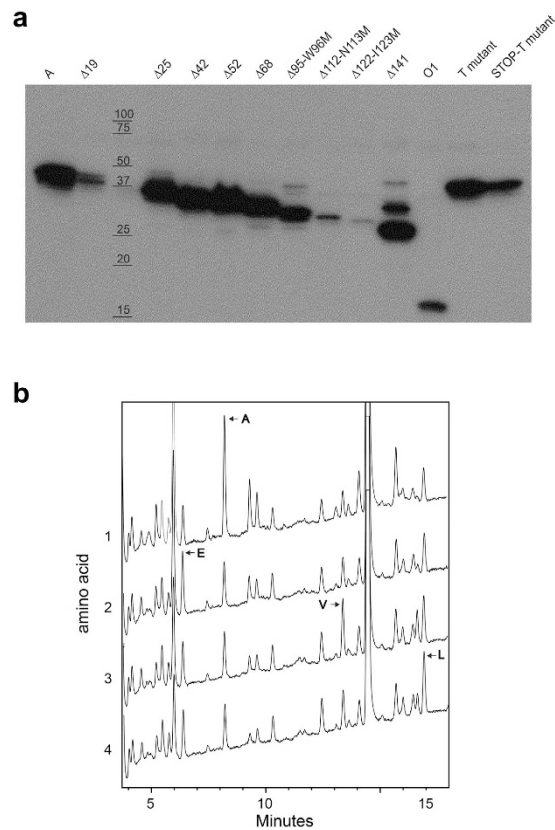 a
A Δ19 Δ25 Δ42 Δ52 Δ68 Δ95-W96M Δ112-N113M Δ122-I123M Δ141 O1 T mutant STOP-T mutant
100
75
50
37
25
20
15
b
A
1
E
2
V
3
L
4
amino acid
5 10 15
Minutes